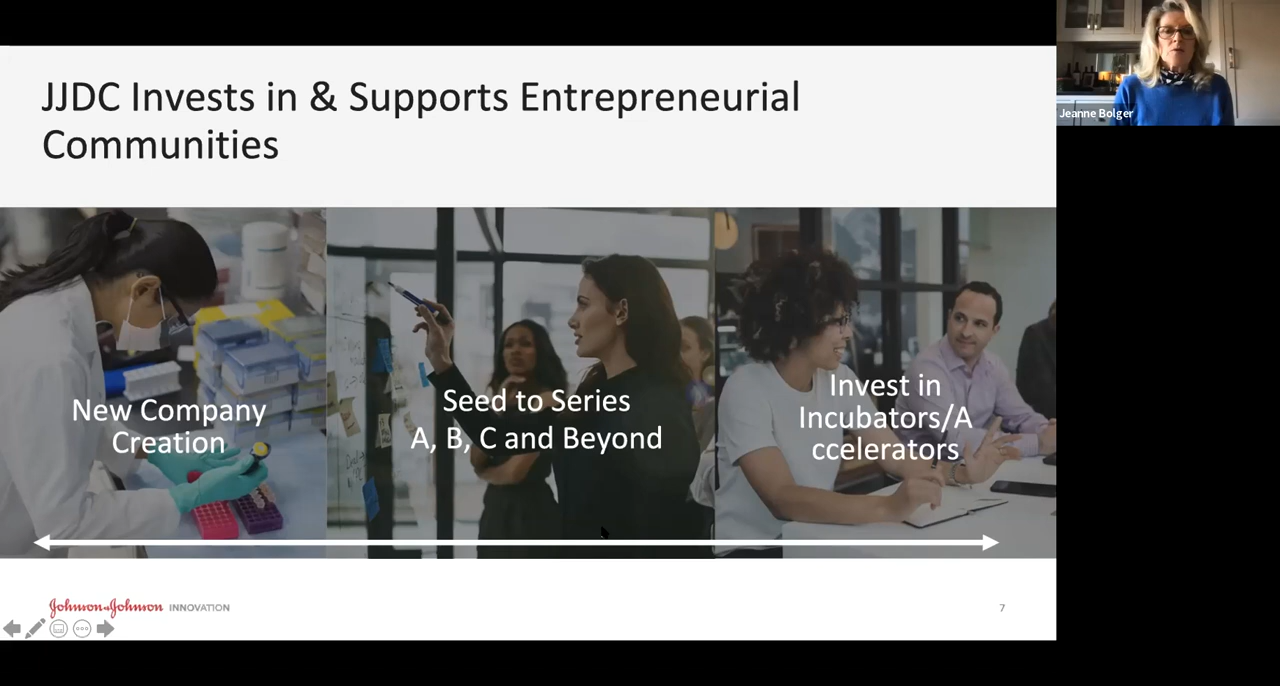 JJDC Invests in & Supports Entrepreneurial
Communities
New Company
Creation
Seed to Series
A, B, C and Beyond
Invest in
Incubators/A
ccelerators
Johnson&Johnson INNOVATION
7
Jeanne Bolger